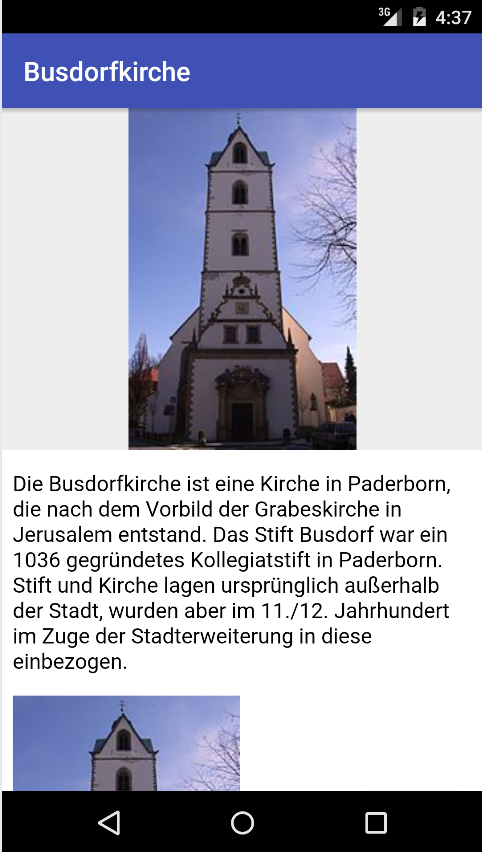 3G 4:37
Busdorfkirche
Die Busdorfkirche ist eine Kirche in Paderborn,
die nach dem Vorbild der Grabeskirche in
Jerusalem entstand. Das Stift Busdorf war ein
1036 gegründetes Kollegiatstift in Paderborn.
Stift und Kirche lagen ursprünglich außerhalb
der Stadt, wurden aber im 11./12. Jahrhundert
im Zuge der Stadterweiterung in diese
einbezogen.